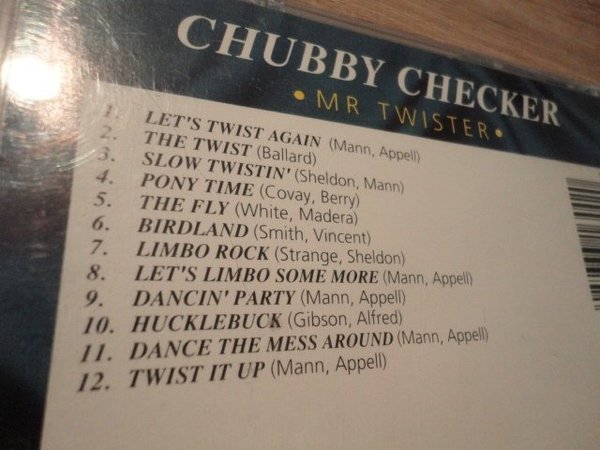 CHUBBY CHECKER
• MR TWISTER •
1. LET'S TWIST AGAIN (Mann, Appell)
2. THE TWIST (Ballard)
3. SLOW TWISTIN' (Sheldon, Mann)
4. PONY TIME (Covay, Berry)
5. THE FLY (White, Madera)
6. BIRDLAND (Smith, Vincent)
7. LIMBO ROCK (Strange, Sheldon)
8. LET'S LIMBO SOME MORE (Mann, Appell)
9. DANCIN' PARTY (Mann, Appell)
10. HUCKLEBUCK (Gibson, Alfred)
11. DANCE THE MESS AROUND (Mann, Appell)
12. TWIST IT UP (Mann, Appell)